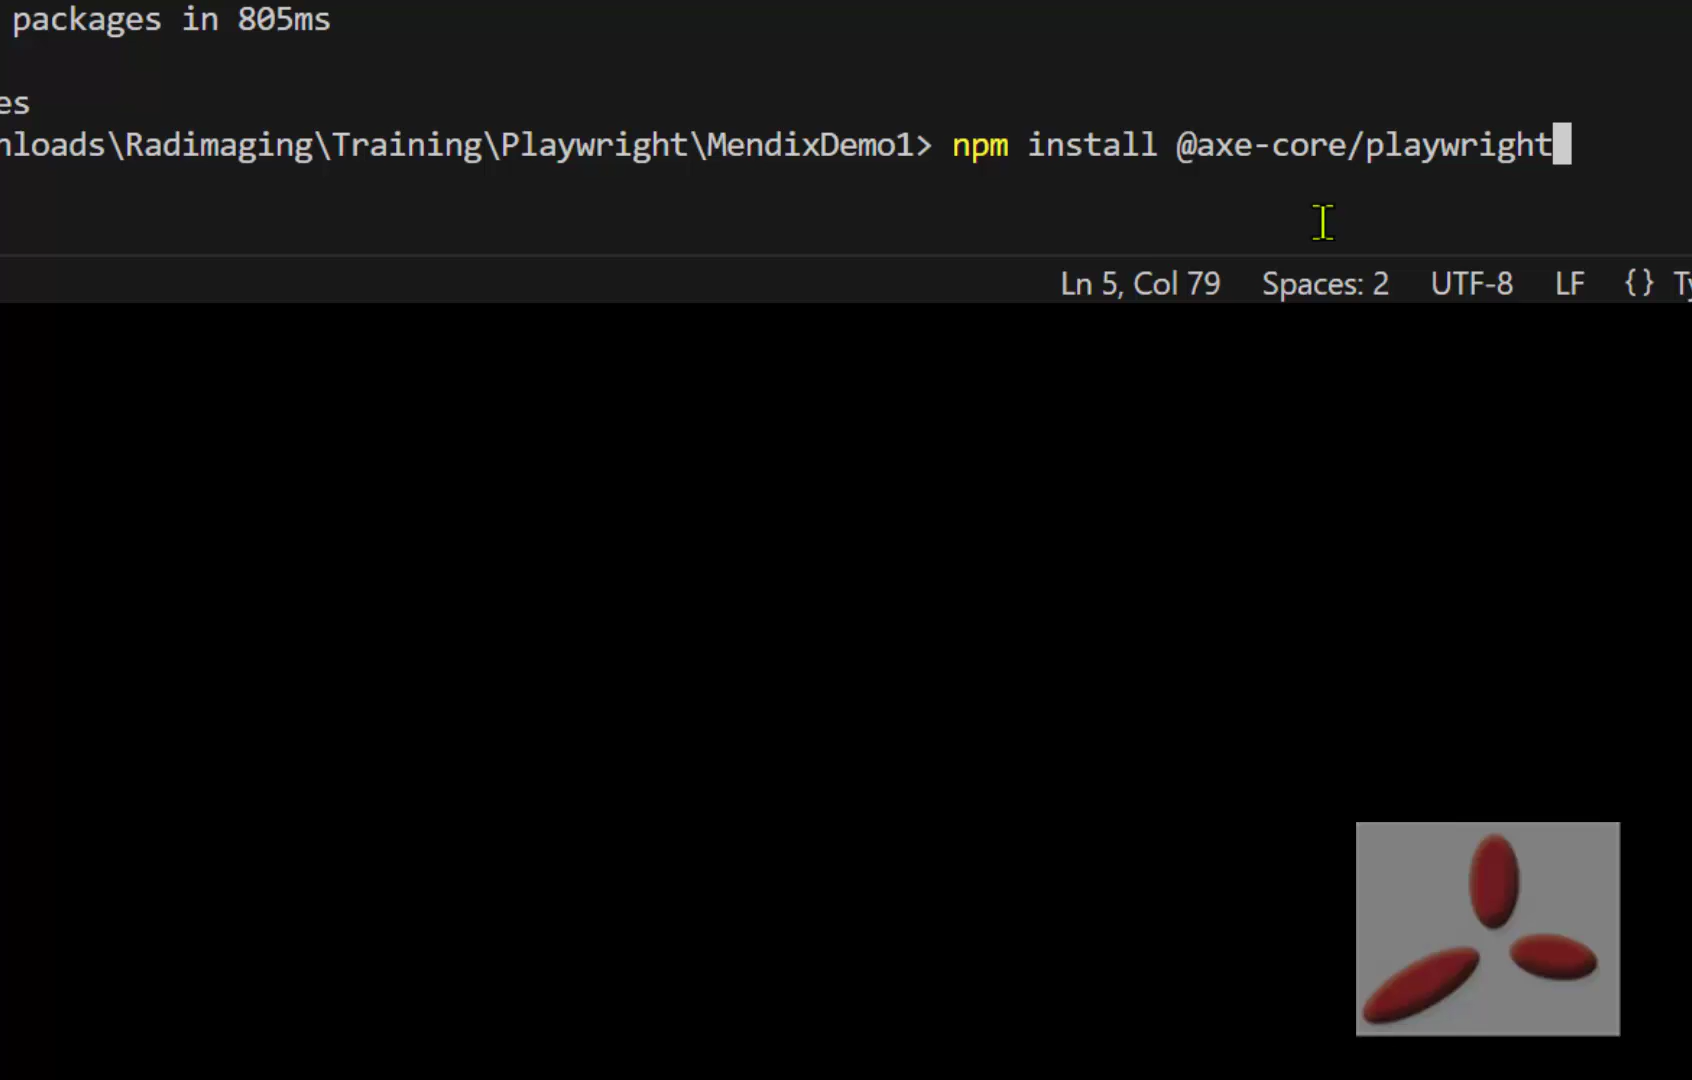 packages in 805ms
es
nloads\Radimaging\Training\Playwright\MendixDemo1> npm install @axe-core/playwright
Ln 5, Col 79 Spaces: 2 UTF-8 LF {} Ty